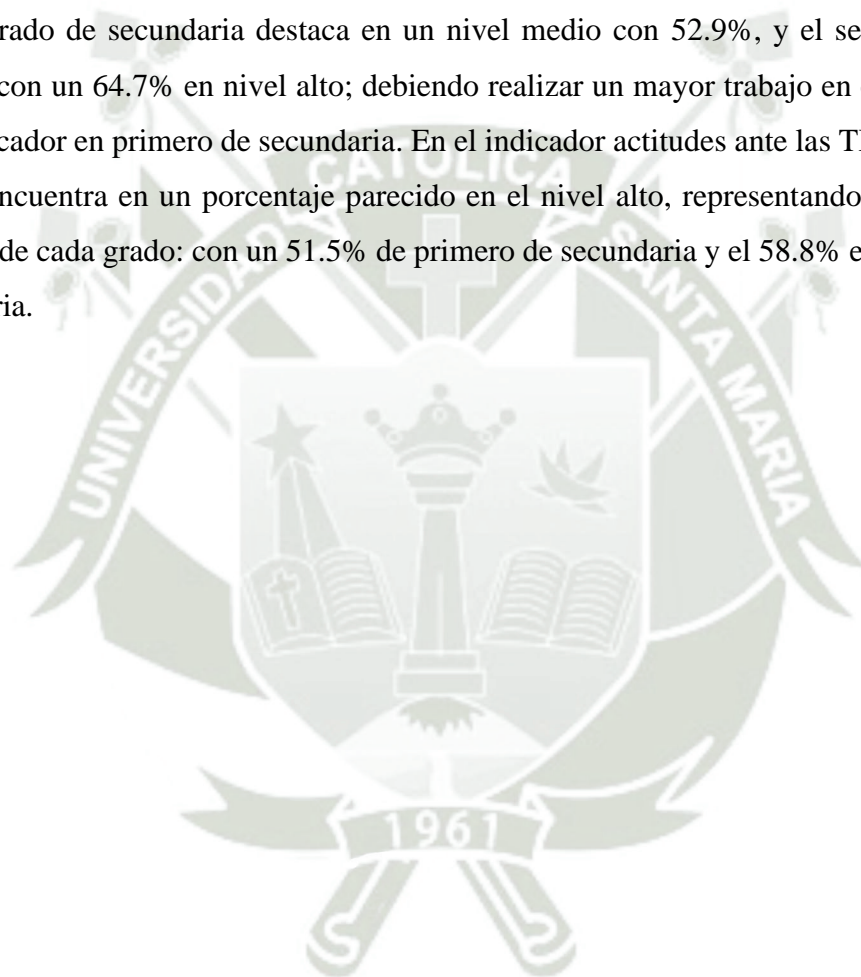 rado de secundaria destaca en un nivel medio con 52.9%, y el se
con un 64.7% en nivel alto; debiendo realizar un mayor trabajo en
cador en primero de secundaria. En el indicador actitudes ante las T
ncuentra en un porcentaje parecido en el nivel alto, representando
de cada grado: con un 51.5% de primero de secundaria y el 58.8% e
ria.
UNIVERSIDAD CATOLICA SANTA MARIA
1961